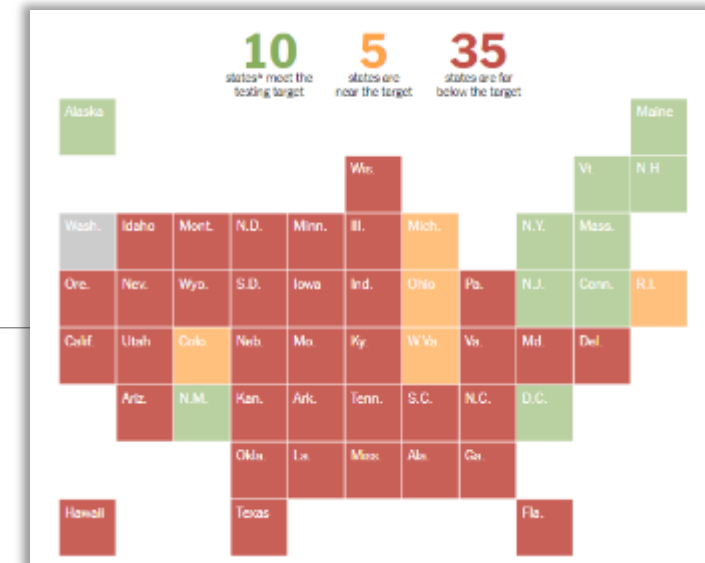 10 5 35
states* meet the states are states are far
testing target near the target below the target
Alaska Maine
Wis. Vt. N.H.
Wash. Idaho Mont. N.D. Minn. Ill. Mich. N.Y. Mass.
Ore. Nev. Wyo. S.D. Iowa Ind. Ohio Pa. N.J. Conn. R.I.
Calif. Utah Colo. Neb. Mo. Ky. W.Va. Va. Md. Del.
Ariz. N.M. Kan. Ark. Tenn. S.C. N.C. D.C.
Okla. La. Miss. Ala. Ga.
Hawaii Texas Fla.